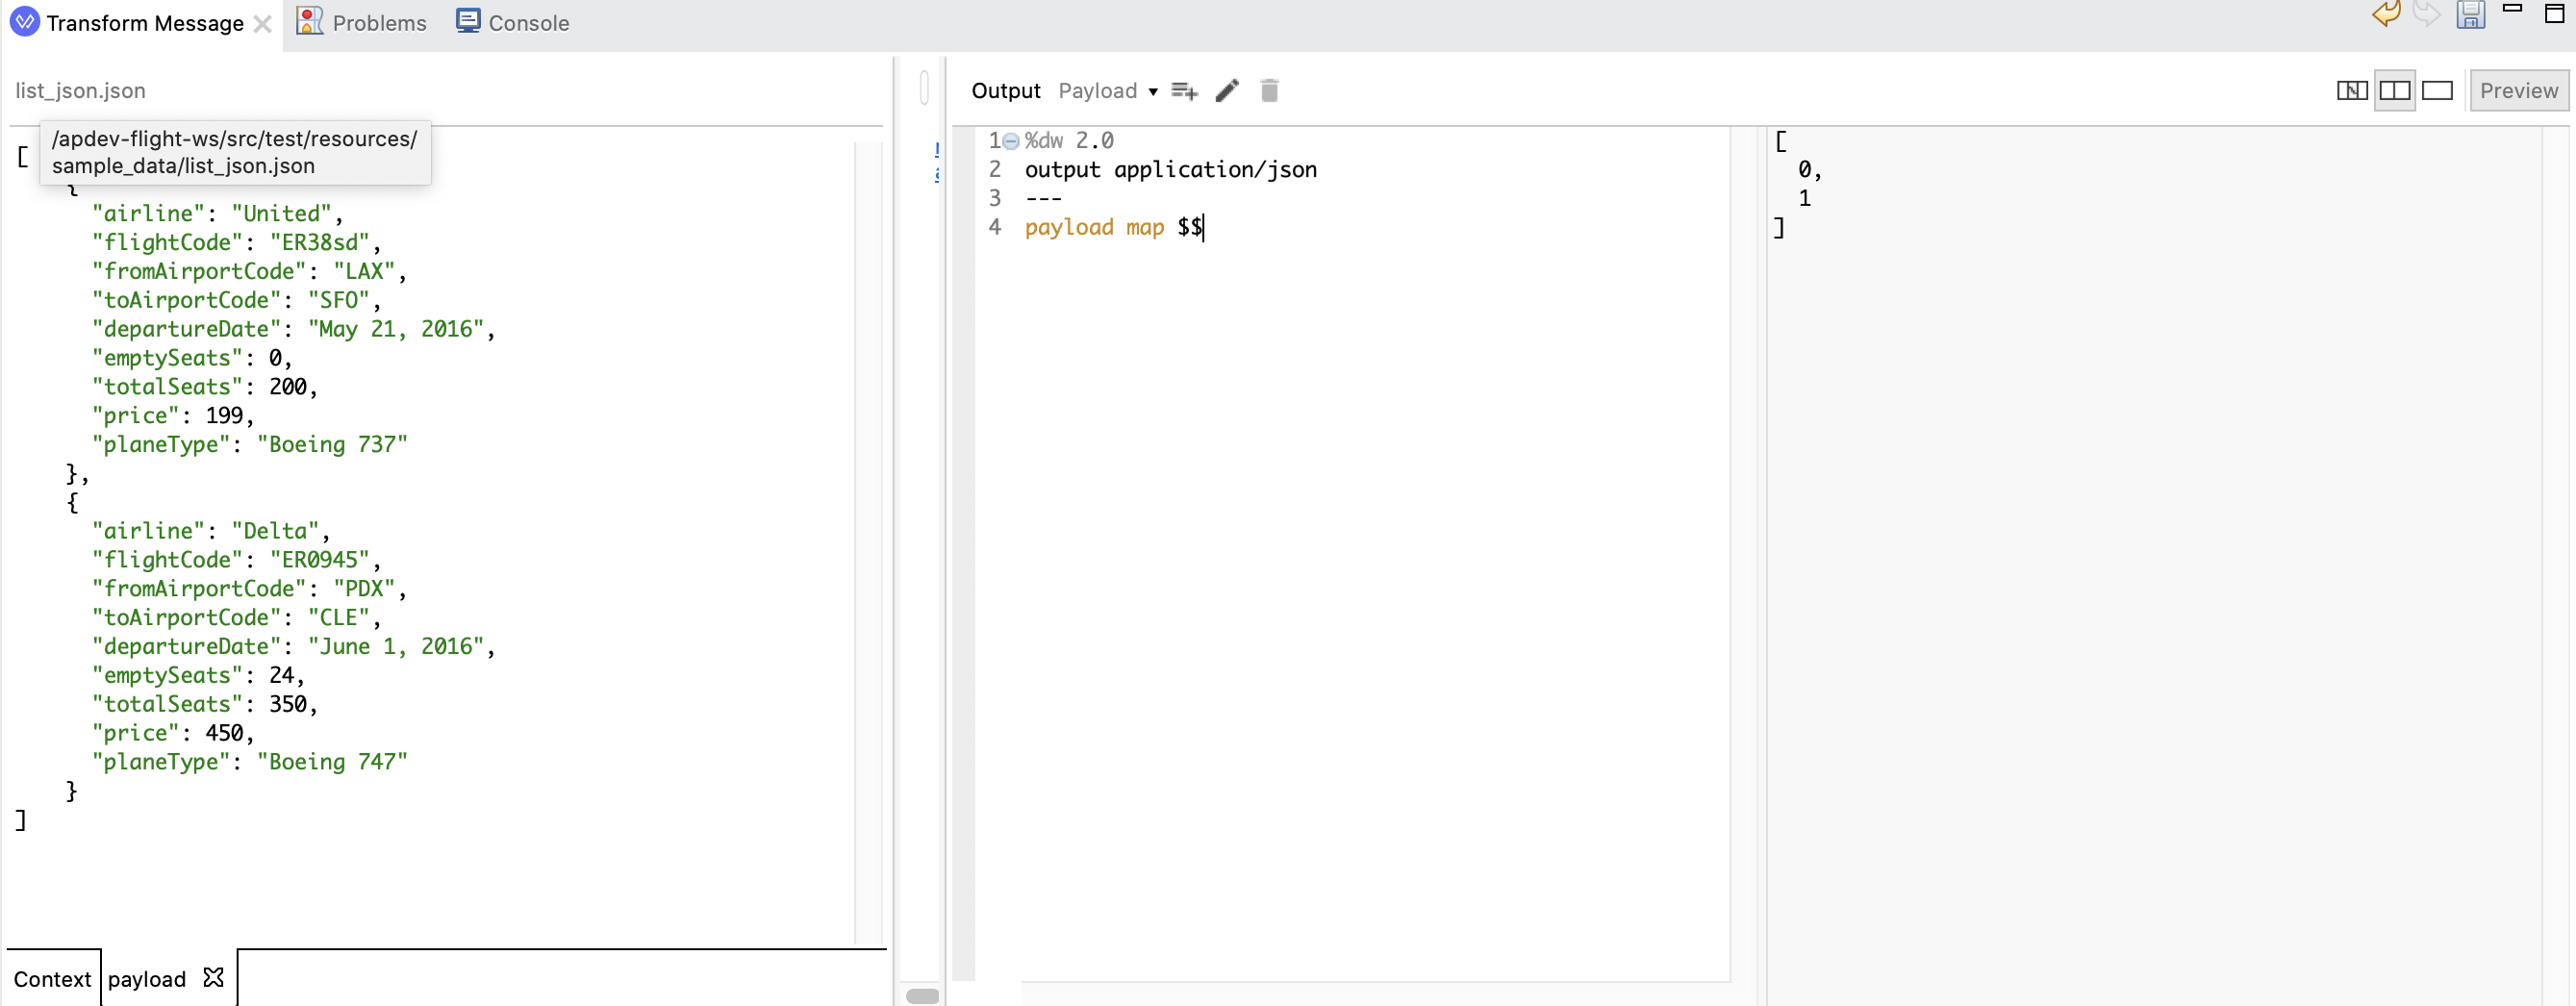 Transform Message
Problems
Console
list_json.json
/apdev-flight-ws/src/test/resources/
sample_data/list_json.json
[
{
"airline": "United",
"flightCode": "ER38sd",
"fromAirportCode": "LAX",
"toAirportCode": "SFO",
"departureDate": "May 21, 2016",
"emptySeats": 0,
"totalSeats": 200,
"price": 199,
"planeType": "Boeing 737"
},
{
"airline": "Delta",
"flightCode": "ER0945",
"fromAirportCode": "PDX",
"toAirportCode": "CLE",
"departureDate": "June 1, 2016",
"emptySeats": 24,
"totalSeats": 350,
"price": 450,
"planeType": "Boeing 747"
}
]
Context
payload
Output Payload
Preview
1 %dw 2.0
2 output application/json
3 ---
4 payload map $$
[
0,
1
]